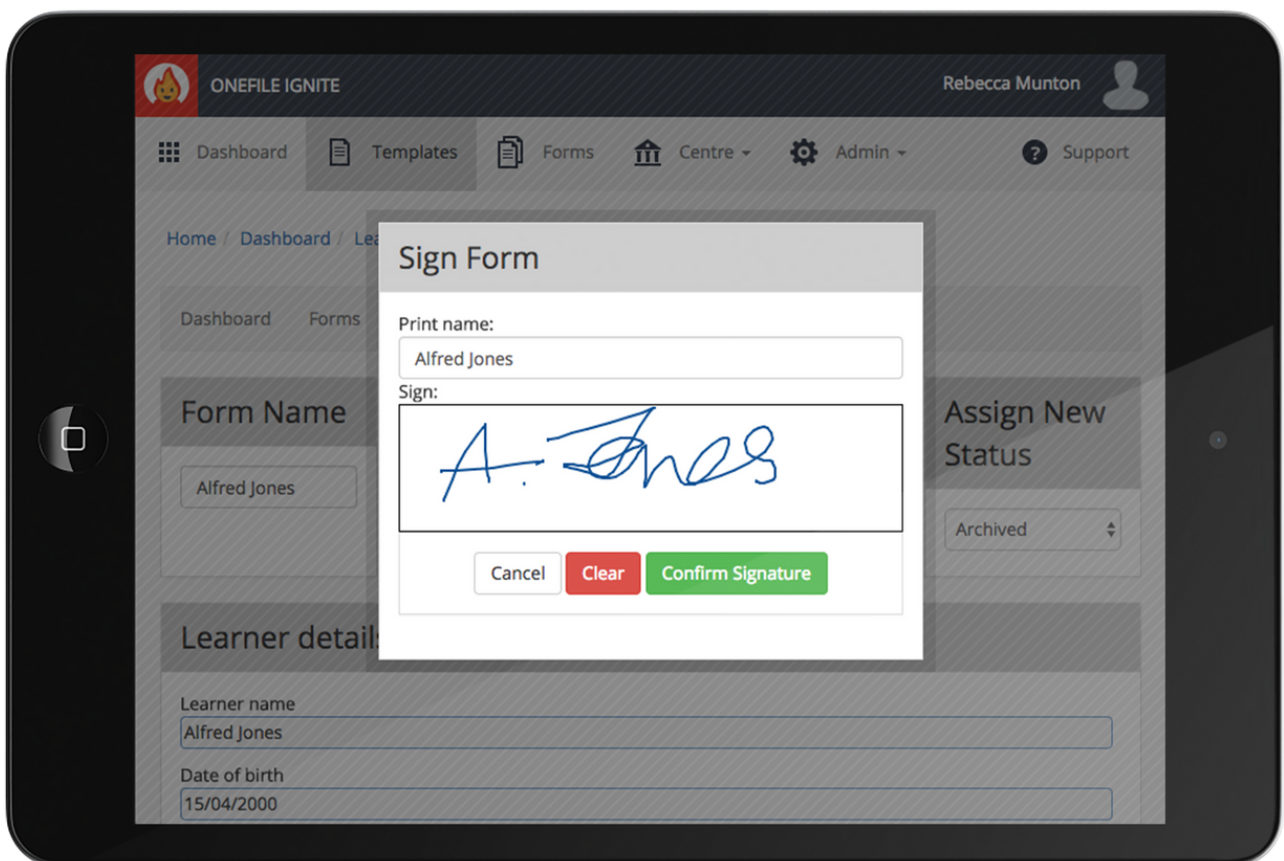 ONEFILE IGNITE Rebecca Munton
Dashboard Templates Forms Centre Admin Support
Home / Dashboard / Lea
Sign Form
Dashboard Forms
Print name:
Alfred Jones
Sign:
A. Jones
Form Name
Alfred Jones
Assign New
Status
Archived
Cancel Clear Confirm Signature
Learner details
Learner name
Alfred Jones
Date of birth
15/04/2000